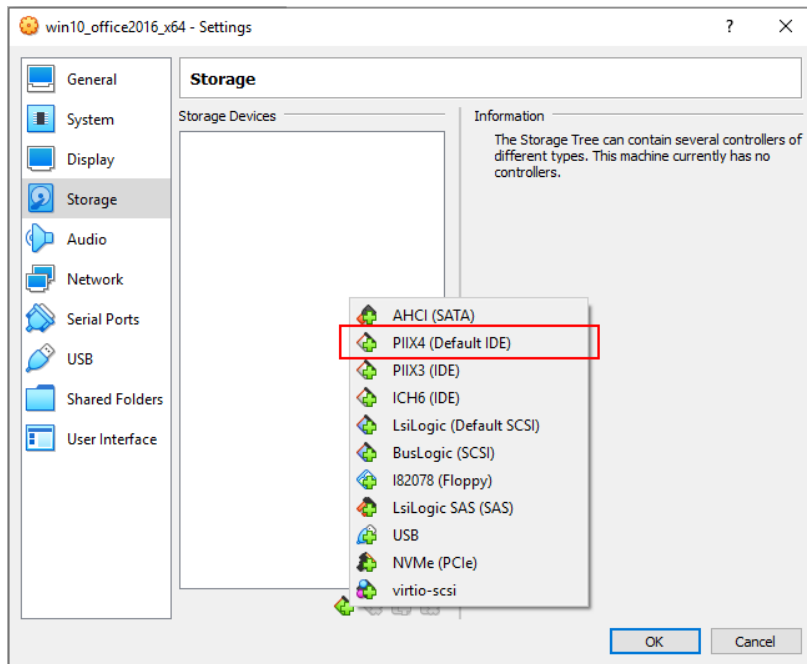 win10_office2016_x64 - Settings
?
General
System
Display
Storage
Audio
Network
Serial Ports
USB
Shared Folders
User Interface
Storage
Storage Devices
Information
The Storage Tree can contain several controllers of
different types. This machine currently has no
controllers.
AHCI (SATA)
PIIX4 (Default IDE)
PIIX3 (IDE)
ICH6 (IDE)
LsiLogic (Default SCSI)
BusLogic (SCSI)
I82078 (Floppy)
LsiLogic SAS (SAS)
USB
NVMe (PCIe)
virtio-scsi
OK
Cancel